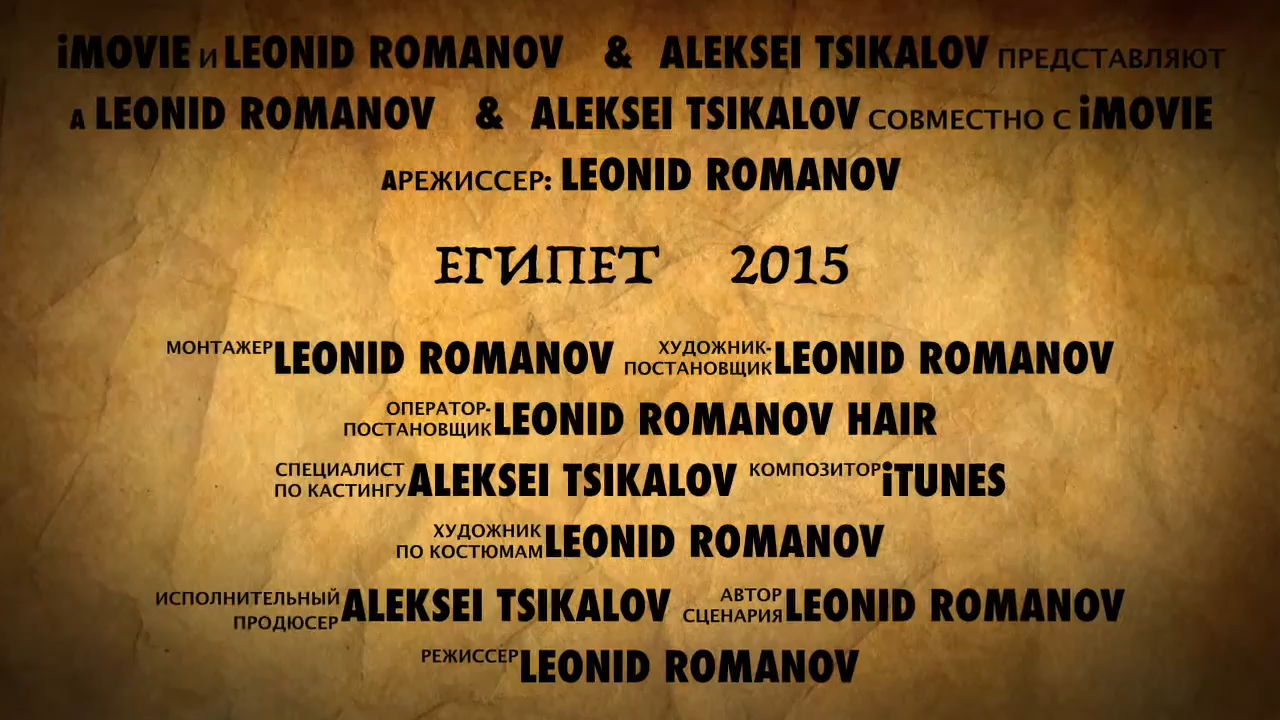 iMOVIE И LEONID ROMANOV & ALEKSEI TSIKALOV ПРЕДСТАВЛЯЮТ
А LEONID ROMANOV & ALEKSEI TSIKALOV СОВМЕСТНО С iMOVIE
АРЕЖИССЕР: LEONID ROMANOV
ЕГИПЕТ 2015
МОНТАЖЕР LEONID ROMANOV ХУДОЖНИК-ПОСТАНОВЩИК LEONID ROMANOV
ОПЕРАТОР-ПОСТАНОВЩИК LEONID ROMANOV HAIR
СПЕЦИАЛИСТ ПО КАСТИНГУ ALEKSEI TSIKALOV КОМПОЗИТОР iTUNES
ХУДОЖНИК ПО КОСТЮМАМ LEONID ROMANOV
ИСПОЛНИТЕЛЬНЫЙ ПРОДЮСЕР ALEKSEI TSIKALOV АВТОР СЦЕНАРИЯ LEONID ROMANOV
РЕЖИССЕР LEONID ROMANOV